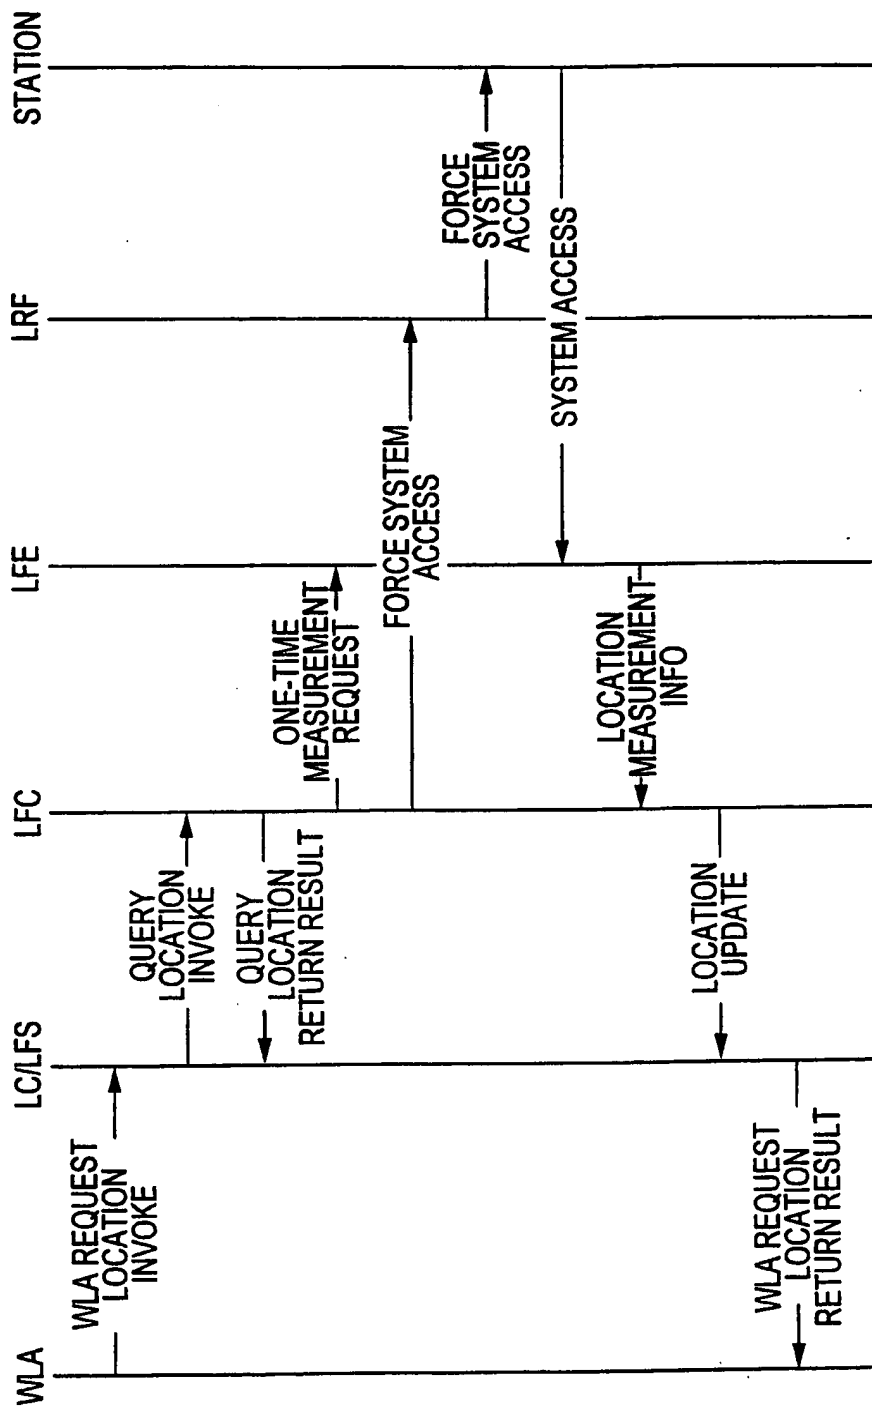 WLA
LC/LFS
LFC
LFE
LRF
STATION
WLA REQUEST
LOCATION
INVOKE
QUERY
LOCATION
INVOKE
QUERY
LOCATION
RETURN RESULT
ONE-TIME
MEASUREMENT
REQUEST
FORCE SYSTEM
ACCESS
FORCE
SYSTEM
ACCESS
SYSTEM ACCESS
LOCATION
MEASUREMENT
INFO
LOCATION
UPDATE
WLA REQUEST
LOCATION
RETURN RESULT